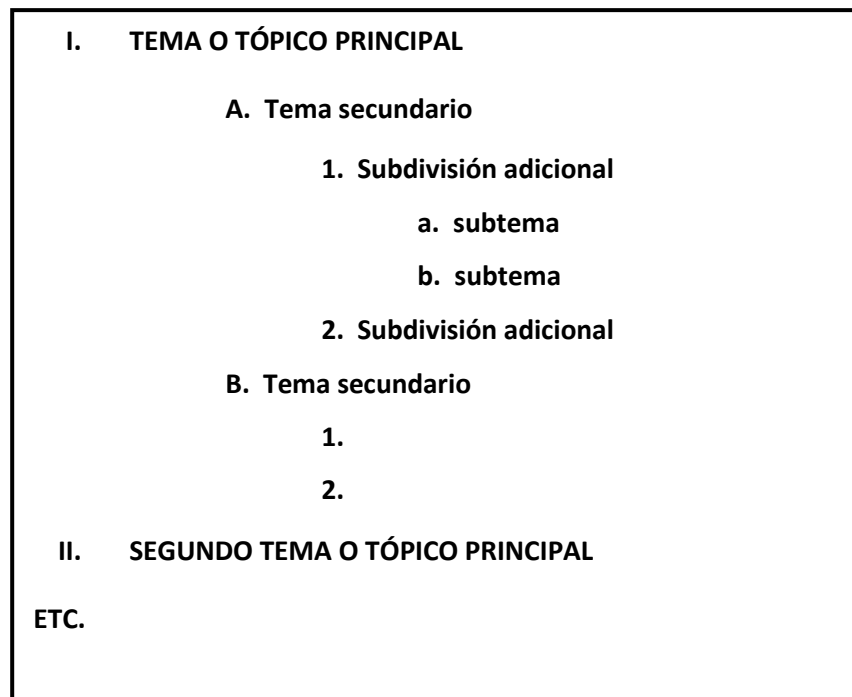 I. TEMA O TÓPICO PRINCIPAL
A. Tema secundario
1. Subdivisión adicional
a. subtema
b. subtema
2. Subdivisión adicional
B. Tema secundario
1.
2.
II. SEGUNDO TEMA O TÓPICO PRINCIPAL
ETC.